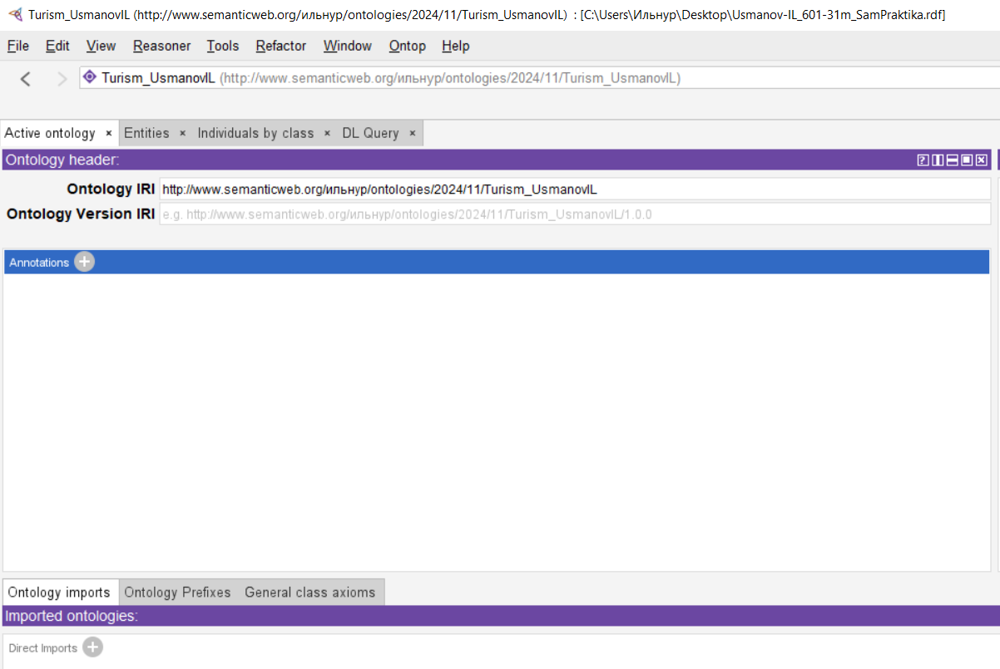 Turism_UsmanovIL (http://www.semanticweb.org/ильнур/ontologies/2024/11/Turism_UsmanovIL) : [C:\Users\Ильнур\Desktop\Usmanov-IL_601-31m_SamPraktika.rdf]
File Edit View Reasoner Tools Refactor Window Ontop Help
Turism_UsmanovIL (http://www.semanticweb.org/ильнур/ontologies/2024/11/Turism_UsmanovIL)
Active ontology × Entities × Individuals by class × DL Query ×
Ontology header:
Ontology IRI http://www.semanticweb.org/ильнур/ontologies/2024/11/Turism_UsmanovIL
Ontology Version IRI e.g. http://www.semanticweb.org/ильнур/ontologies/2024/11/Turism_UsmanovIL/1.0.0
Annotations
Ontology imports Ontology Prefixes General class axioms
Imported ontologies:
Direct Imports